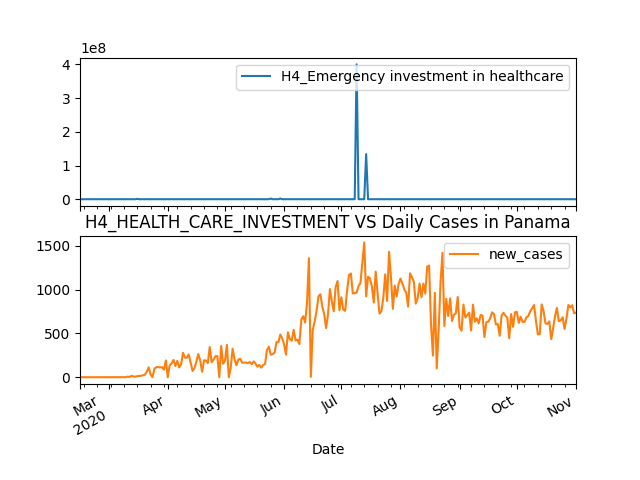 1e8
4
3
2
1
0
H4_Emergency investment in healthcare
H4_HEALTH_CARE_INVESTMENT VS Daily Cases in Panama
1500
1000
500
0
new_cases
Mar
2020
Apr
May
Jun
Jul
Aug
Sep
Oct
Nov
Date